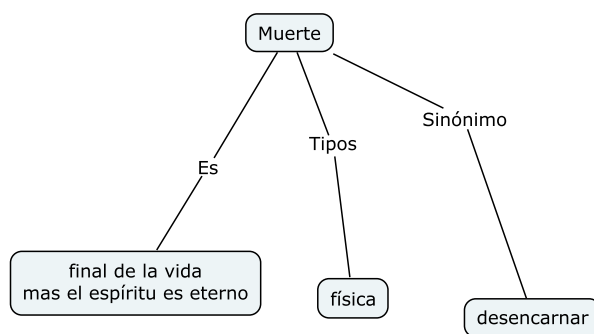 Muerte
Sinónimo
Tipos
Es
final de la vida
mas el espíritu es eterno
física
desencarnar